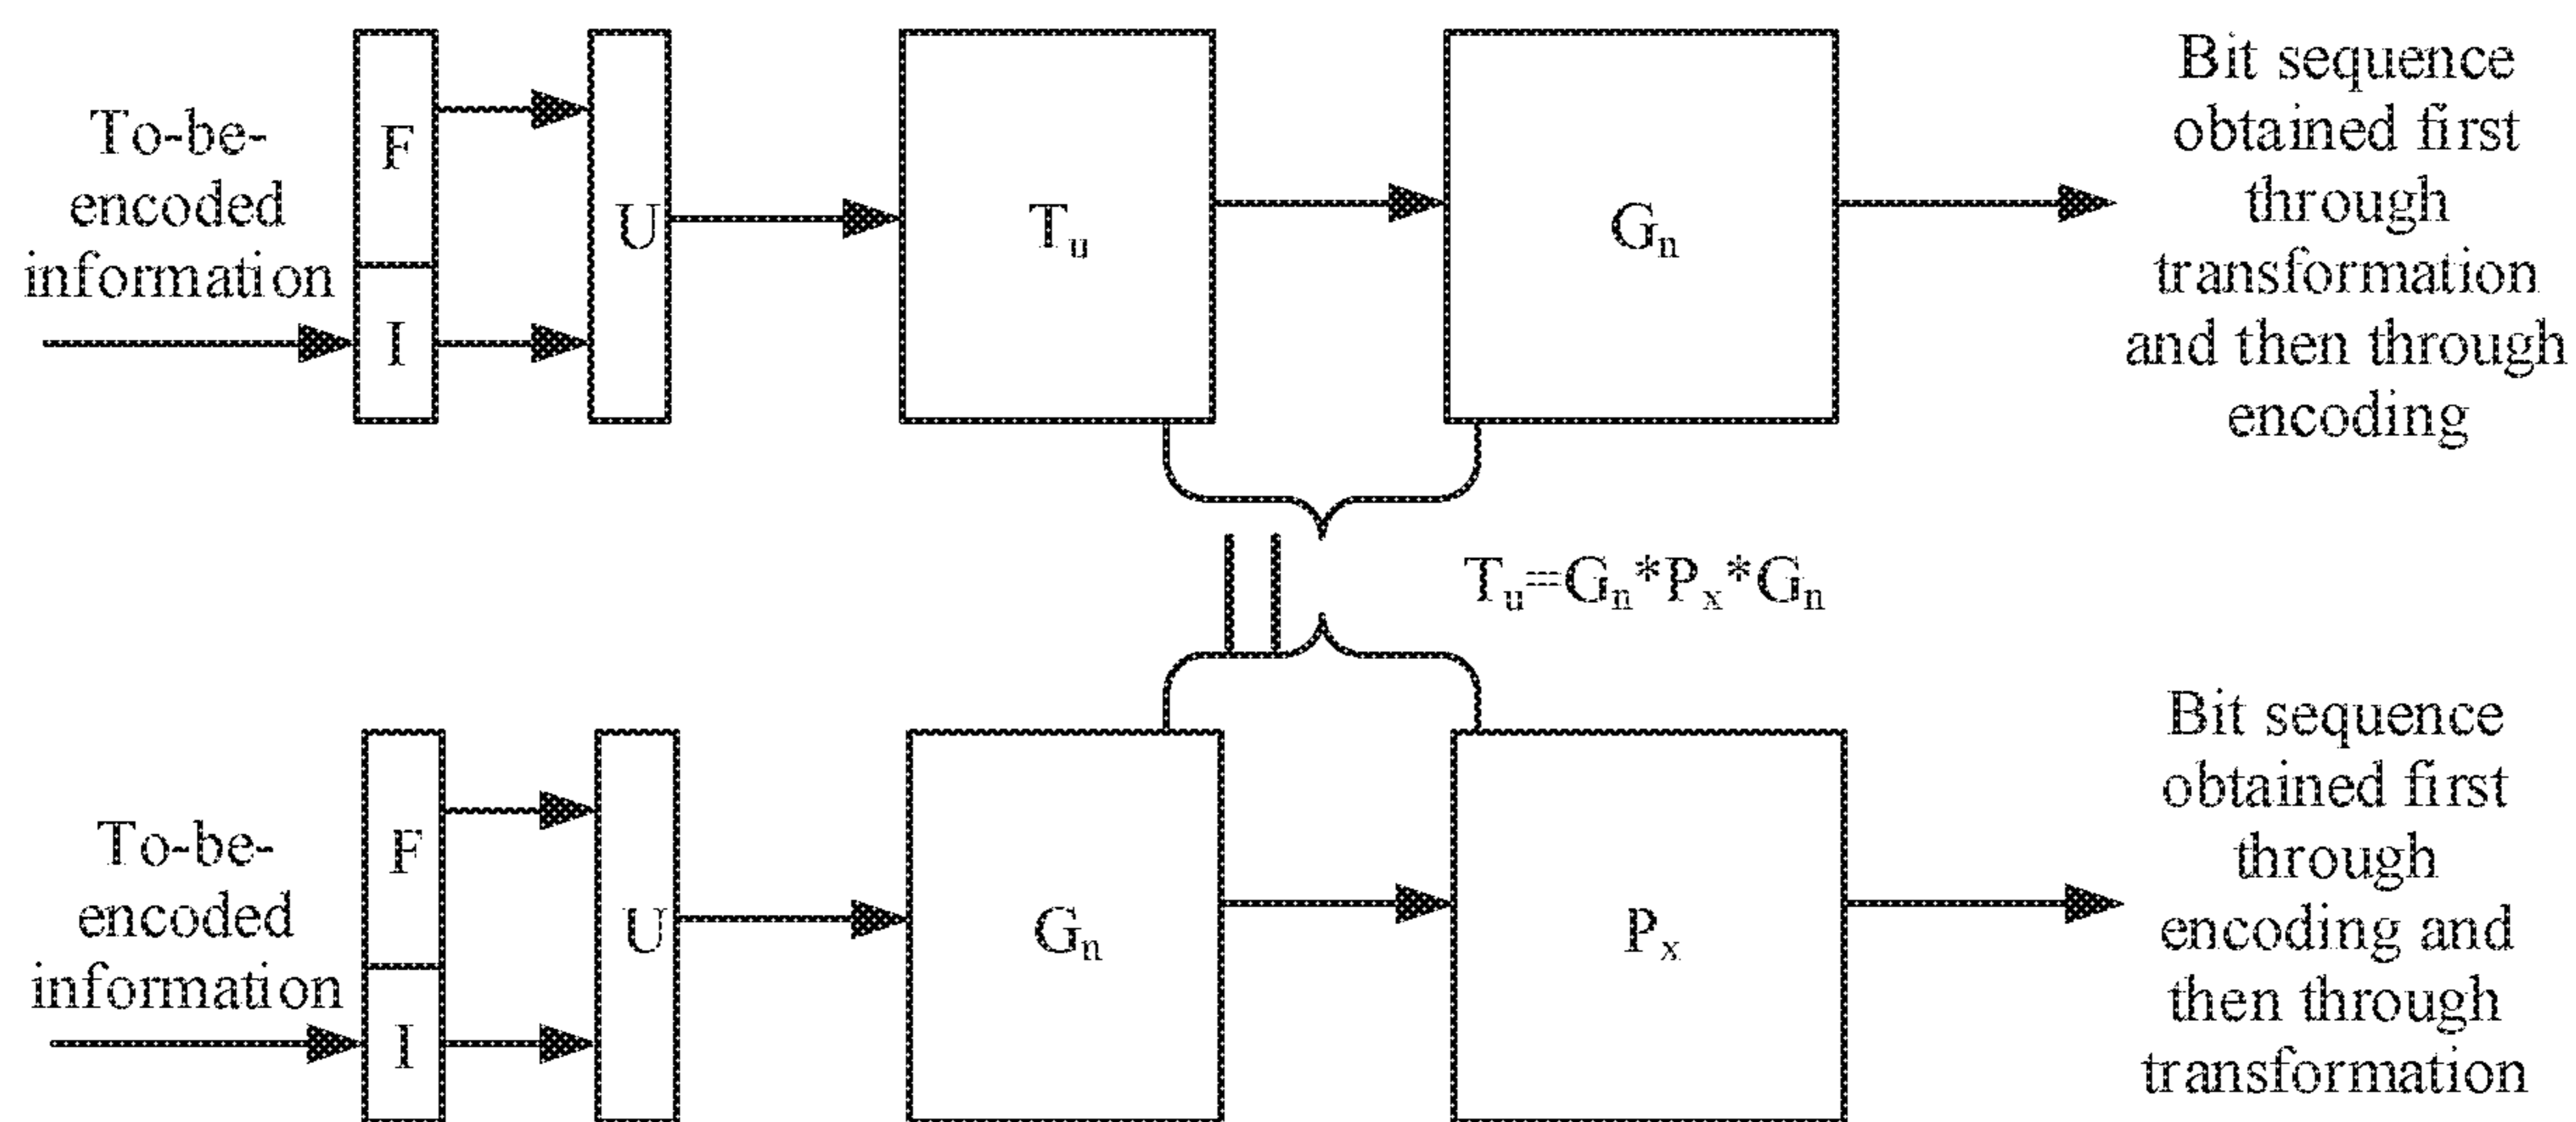 To-be-
encoded
information
F
I
U
Tᵤ
Gₙ
Bit sequence
obtained first
through
transformation
and then through
encoding
Tᵤ=Gₙ*Pₓ*Gₙ
To-be-
encoded
information
F
I
U
Gₙ
Pₓ
Bit sequence
obtained first
through
encoding and
then through
transformation